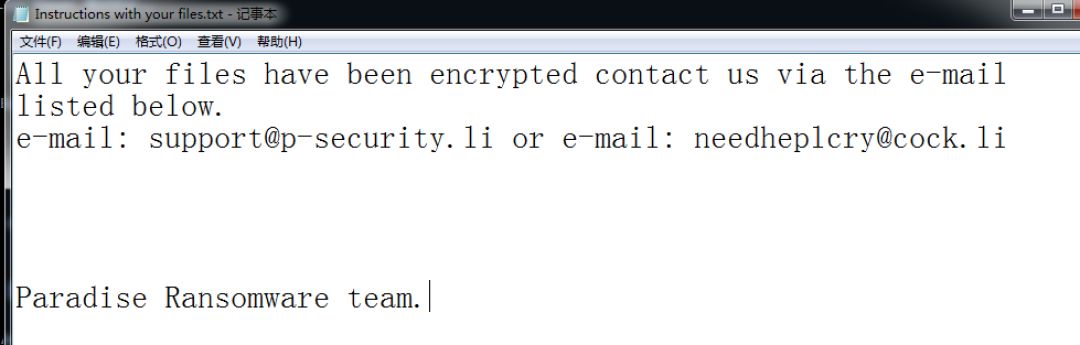 Instructions with your files.txt - 记事本
文件(F) 编辑(E) 格式(O) 查看(V) 帮助(H)
All your files have been encrypted contact us via the e-mail
listed below.
e-mail: support@p-security.li or e-mail: needheplcry@cock.li
Paradise Ransomware team.